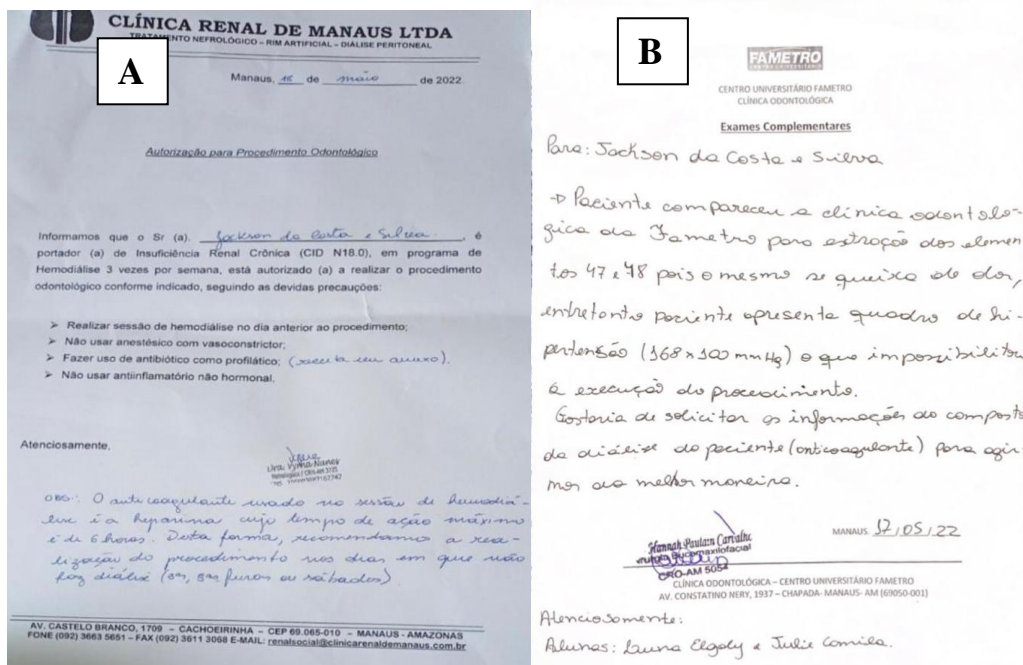 A
CLÍNICA RENAL DE MANAUS LTDA
TRATAMENTO NEFROLÓGICO – RIM ARTIFICIAL – DIÁLISE PERITONEAL
Manaus, 16 de maio de 2022.
Autorização para Procedimento Odontológico
Informamos que o Sr (a). Jackson da Costa e Silva, é
portador (a) de Insuficiência Renal Crônica (CID N18.0), em programa de
Hemodiálise 3 vezes por semana, está autorizado (a) a realizar o procedimento
odontológico conforme indicado, seguindo as devidas precauções:
➤ Realizar sessão de hemodiálise no dia anterior ao procedimento;
➤ Não usar anestésico com vasoconstrictor;
➤ Fazer uso de antibiótico como profilático; (receita em anexo).
➤ Não usar antiinflamatório não hormonal.
Atenciosamente,
OBS: O anticoagulante usado na sessão de hemodiá-
lise é a heparina cujo tempo de ação máximo
é de 6 horas. Desta forma, recomendamos a rea-
lização do procedimento nos dias em que não
faz diálise (3as, 5as feiras ou sábados).
AV. CASTELO BRANCO, 1709 – CACHOEIRINHA – CEP 69.065-010 – MANAUS - AMAZONAS
FONE (092) 3663 5651 – FAX (092) 3611 3068 E-MAIL: renalsocial@clinicarenaldemanaus.com.br
B
FAMETRO
CENTRO UNIVERSITÁRIO
CENTRO UNIVERSITÁRIO FAMETRO
CLÍNICA ODONTOLÓGICA
Exames Complementares
Para: Jackson da Costa e Silva
→ Paciente compareceu a clínica odontoló-
gica da Fametro para extração dos elemen-
tos 47 e 48 pois o mesmo se queixa de dor,
entretanto paciente apresenta quadro de hi-
pertensão (168 x 100 mmHg) o que impossibilita
a execução do procedimento.
Gostaria de solicitar as informações do composto
da diálise do paciente (anticoagulante) para agir-
mos da melhor maneira.
Hannah Paulain Carvalho
Bucomaxilofacial
CRO-AM 5054
MANAUS. 17/05/22
CLÍNICA ODONTOLÓGICA – CENTRO UNIVERSITÁRIO FAMETRO
AV. CONSTATINO NERY, 1937 – CHAPADA- MANAUS- AM (69050-001)
Atenciosamente:
Alunas: Luana Elgaly e Julie Camila.